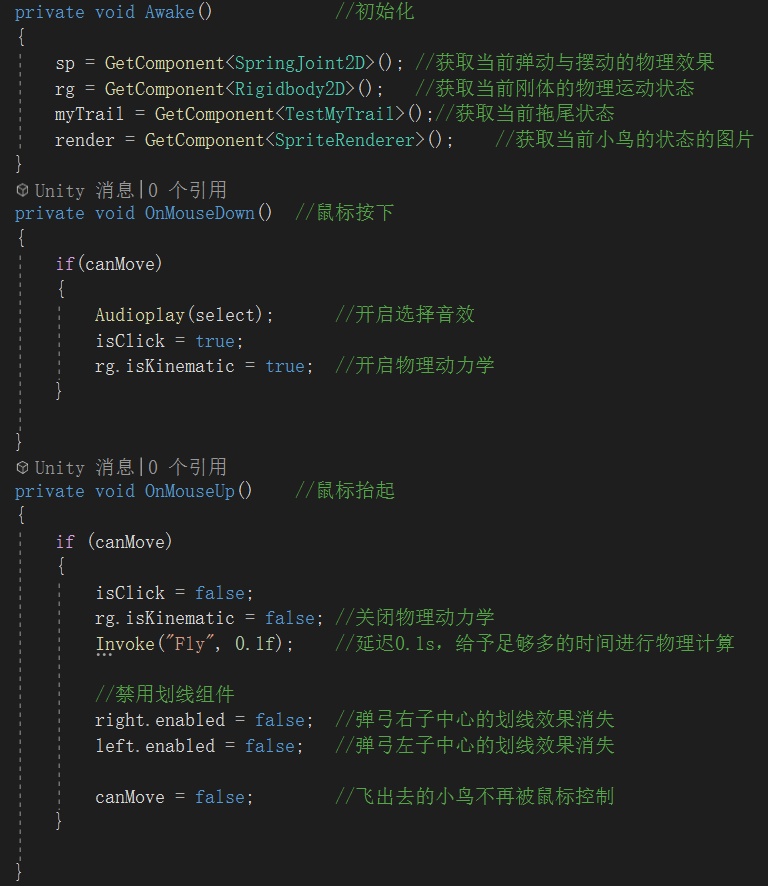 private void Awake()            //初始化
{
    sp = GetComponent<SpringJoint2D>(); //获取当前弹动与摆动的物理效果
    rg = GetComponent<Rigidbody2D>();   //获取当前刚体的物理运动状态
    myTrail = GetComponent<TestMyTrail>();//获取当前拖尾状态
    render = GetComponent<SpriteRenderer>();    //获取当前小鸟的状态的图片
}
Unity 消息|0 个引用
private void OnMouseDown()  //鼠标按下
{
    if(canMove)
    {
        Audioplay(select);      //开启选择音效
        isClick = true;
        rg.isKinematic = true;  //开启物理动力学
    }
}
Unity 消息|0 个引用
private void OnMouseUp()    //鼠标抬起
{
    if (canMove)
    {
        isClick = false;
        rg.isKinematic = false; //关闭物理动力学
        Invoke("Fly", 0.1f);    //延迟0.1s，给予足够多的时间进行物理计算
        //禁用划线组件
        right.enabled = false;  //弹弓右子中心的划线效果消失
        left.enabled = false;   //弹弓左子中心的划线效果消失
        canMove = false;        //飞出去的小鸟不再被鼠标控制
    }
}